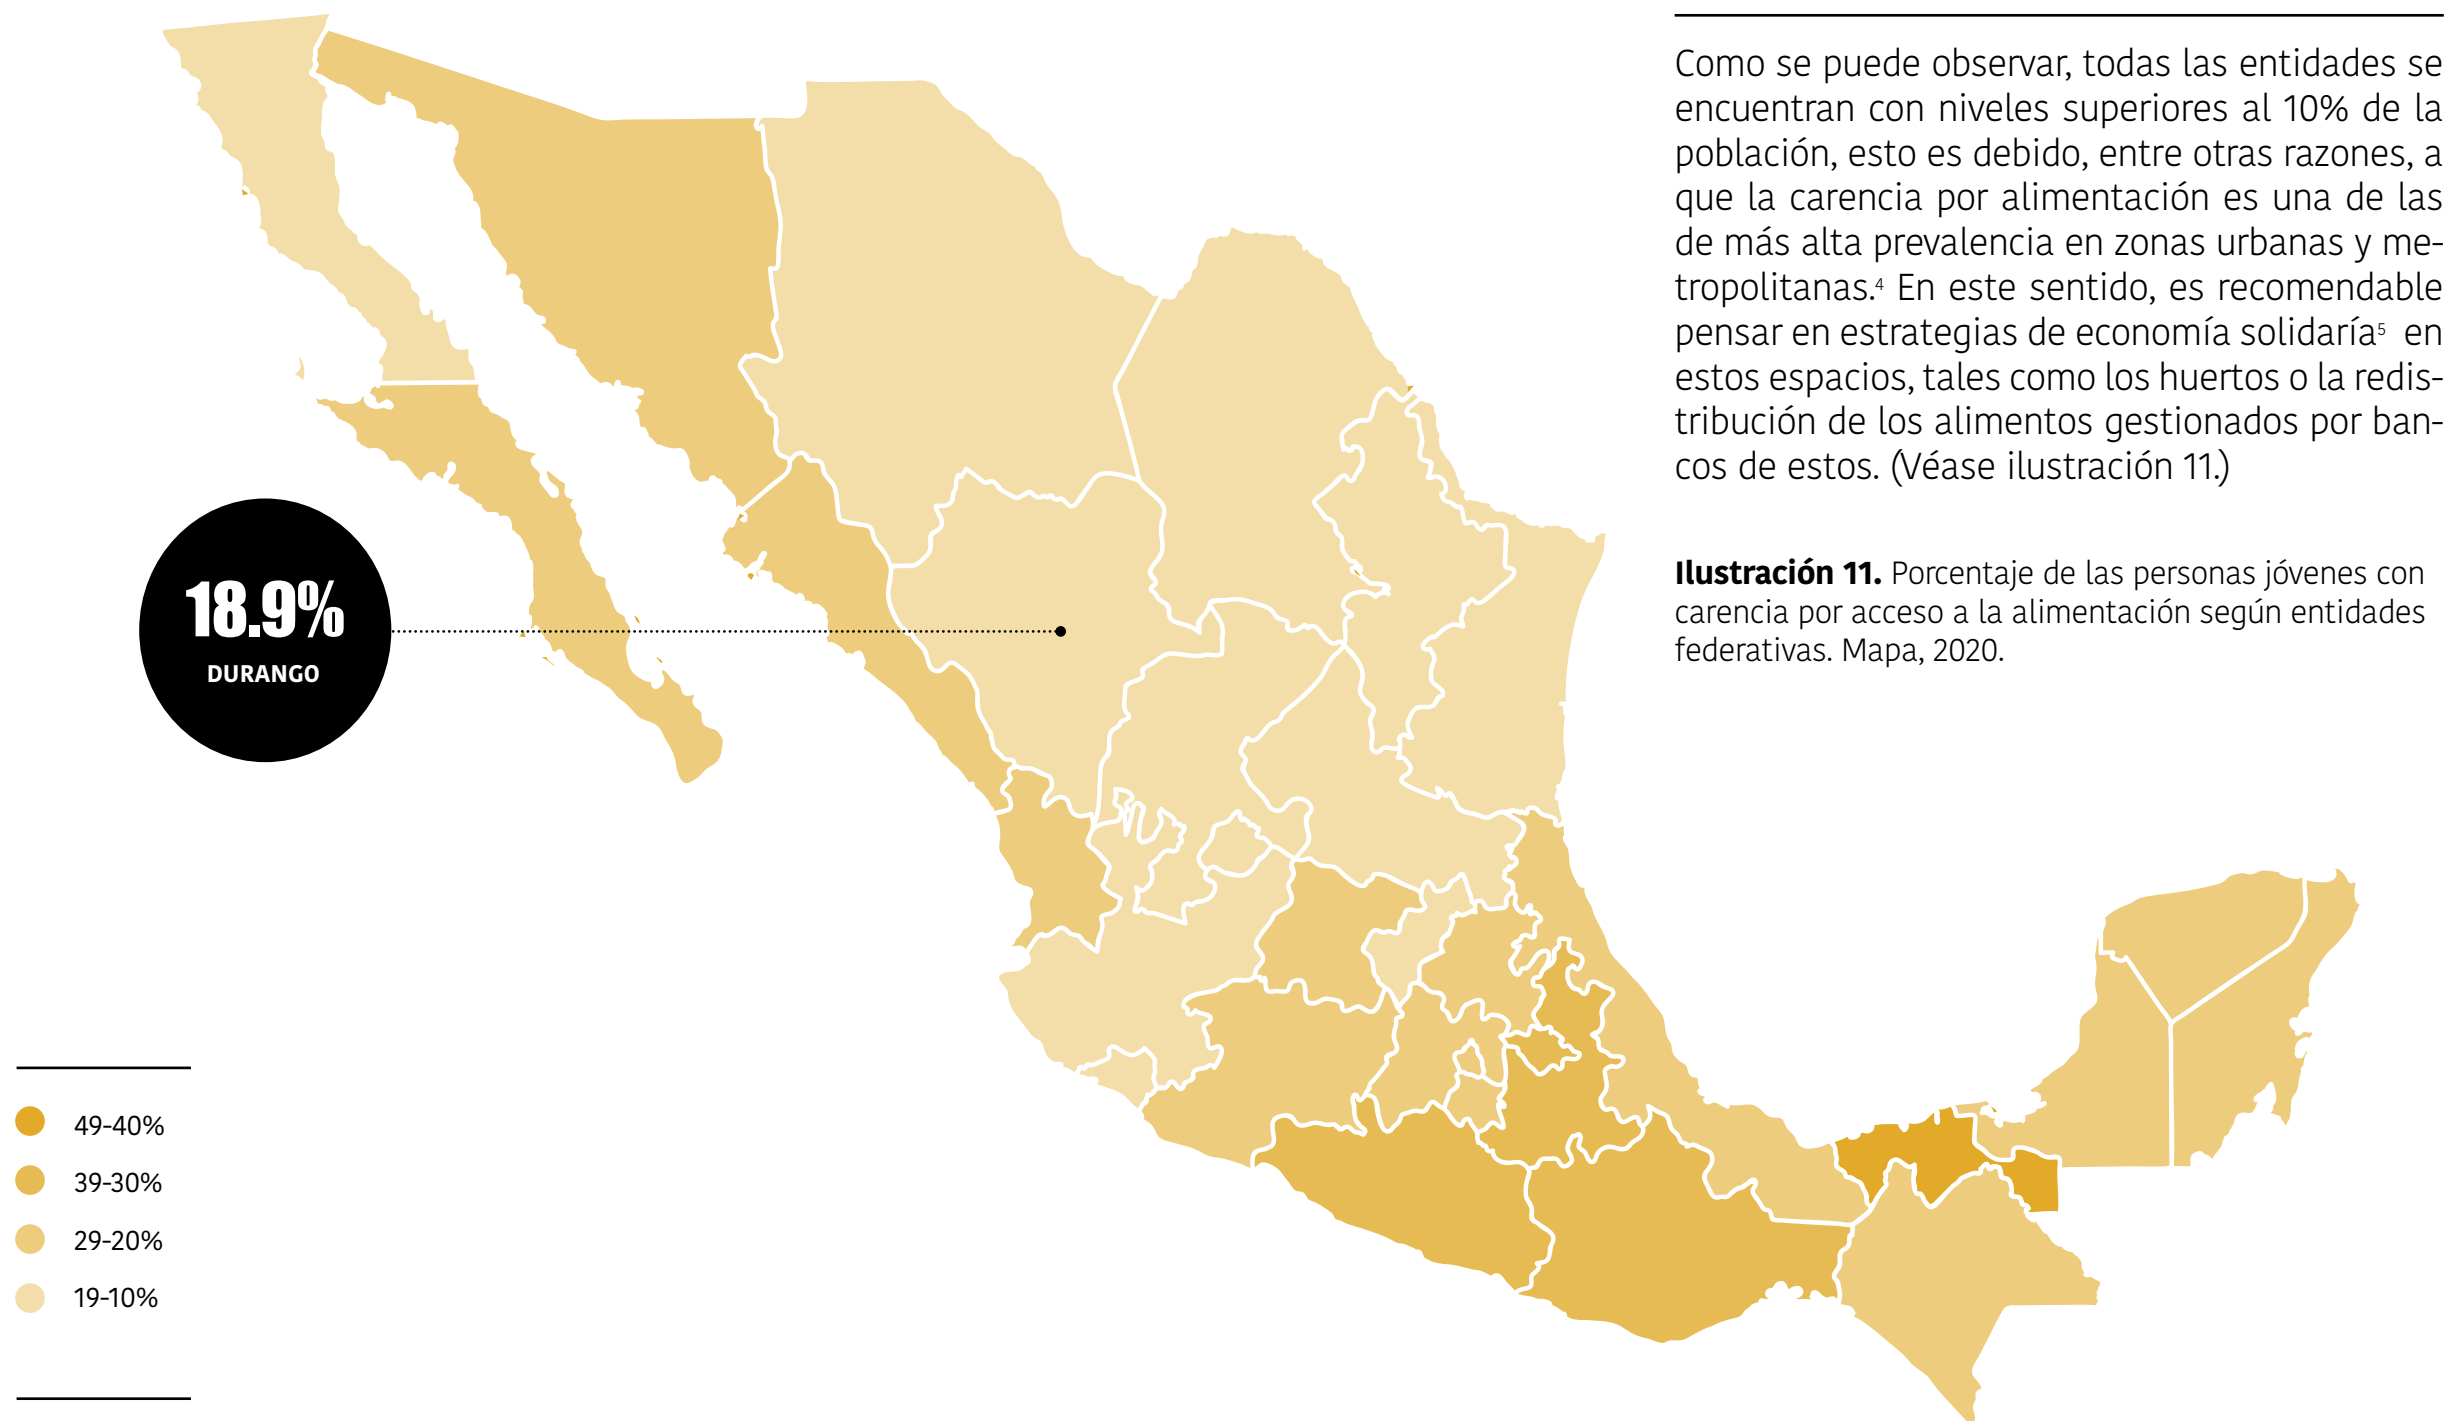 Como se puede observar, todas las entidades se
encuentran con niveles superiores al 10% de la
población, esto es debido, entre otras razones, a
que la carencia por alimentación es una de las
de más alta prevalencia en zonas urbanas y me-
tropolitanas.4 En este sentido, es recomendable
pensar en estrategias de economía solidaría5 en
estos espacios, tales como los huertos o la redis-
tribución de los alimentos gestionados por ban-
cos de estos. (Véase ilustración 11.)
Ilustración 11. Porcentaje de las personas jóvenes con
carencia por acceso a la alimentación según entidades
federativas. Mapa, 2020.
18.9%
DURANGO
49-40%
39-30%
29-20%
19-10%